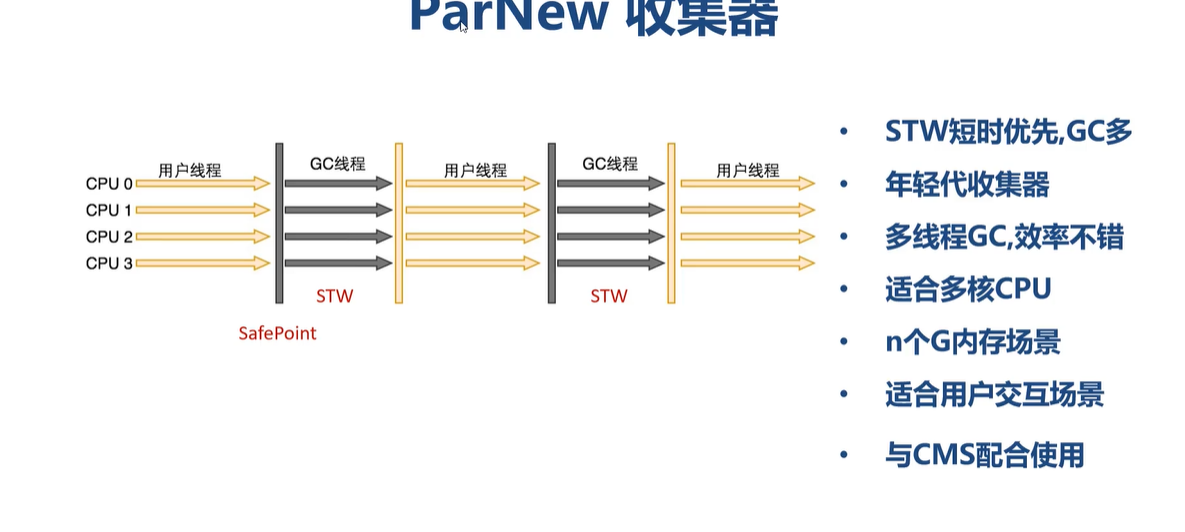 ParNew 收集器
用户线程
GC线程
用户线程
GC线程
用户线程
CPU 0
CPU 1
CPU 2
CPU 3
STW
STW
SafePoint
• STW短时优先,GC多
• 年轻代收集器
• 多线程GC,效率不错
• 适合多核CPU
• n个G内存场景
• 适合用户交互场景
• 与CMS配合使用